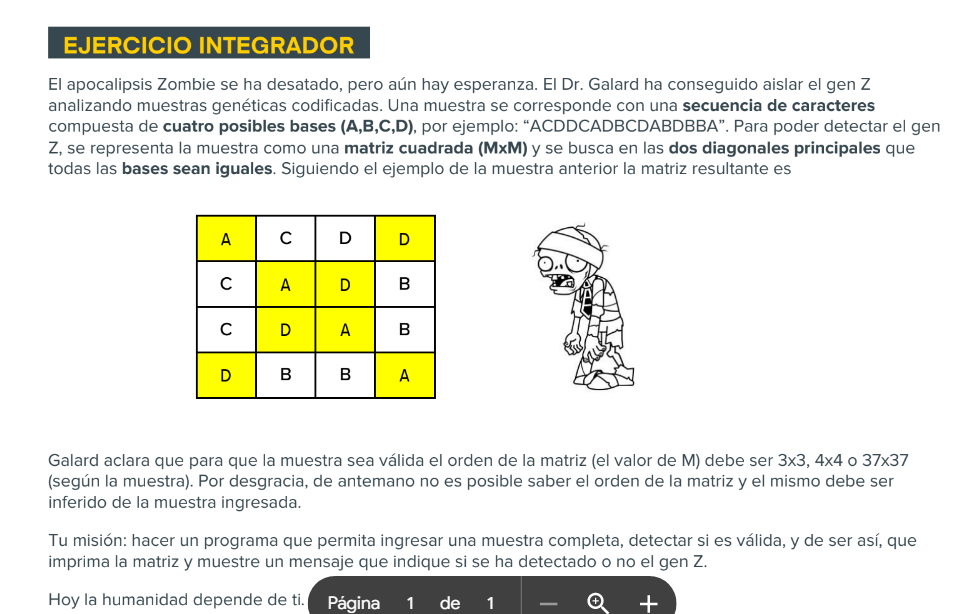 EJERCICIO INTEGRADOR
El apocalipsis Zombie se ha desatado, pero aún hay esperanza. El Dr. Galard ha conseguido aislar el gen Z
analizando muestras genéticas codificadas. Una muestra se corresponde con una secuencia de caracteres
compuesta de cuatro posibles bases (A,B,C,D), por ejemplo: “ACDDCADBCDABDBBA”. Para poder detectar el gen
Z, se representa la muestra como una matriz cuadrada (MxM) y se busca en las dos diagonales principales que
todas las bases sean iguales. Siguiendo el ejemplo de la muestra anterior la matriz resultante es
A C D D
C A D B
C D A B
D B B A
Galard aclara que para que la muestra sea válida el orden de la matriz (el valor de M) debe ser 3x3, 4x4 o 37x37
(según la muestra). Por desgracia, de antemano no es posible saber el orden de la matriz y el mismo debe ser
inferido de la muestra ingresada.
Tu misión: hacer un programa que permita ingresar una muestra completa, detectar si es válida, y de ser así, que
imprima la matriz y muestre un mensaje que indique si se ha detectado o no el gen Z.
Hoy la humanidad depende de ti.
Página 1 de 1